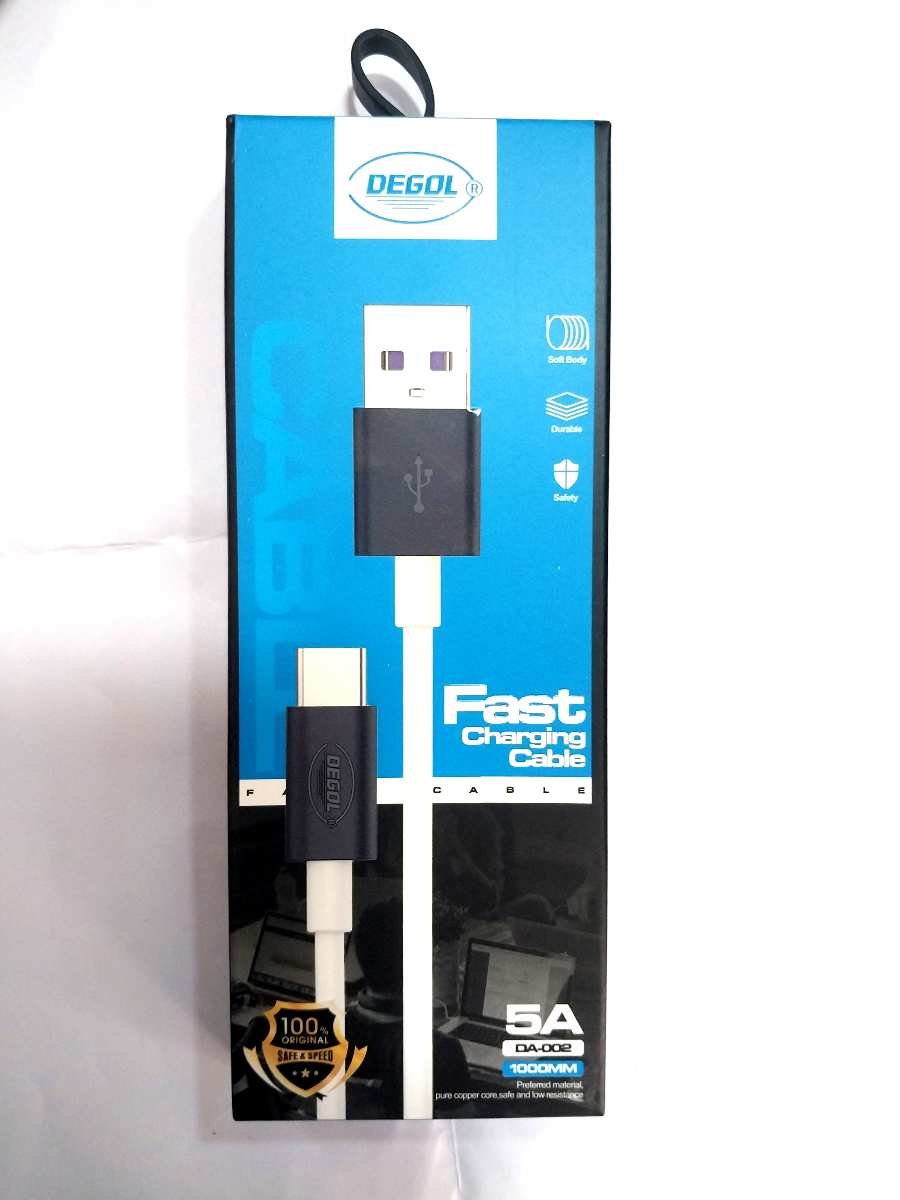 DEGOL ®
Soft Body
Durable
Safety
CABLE
Fast
Charging
Cable
F A CABLE
DEGOL ®
100%
ORIGINAL
SAFE & SPEED
5A
DA-002
1000MM
Preferred material,
pure copper core,safe and low resistance